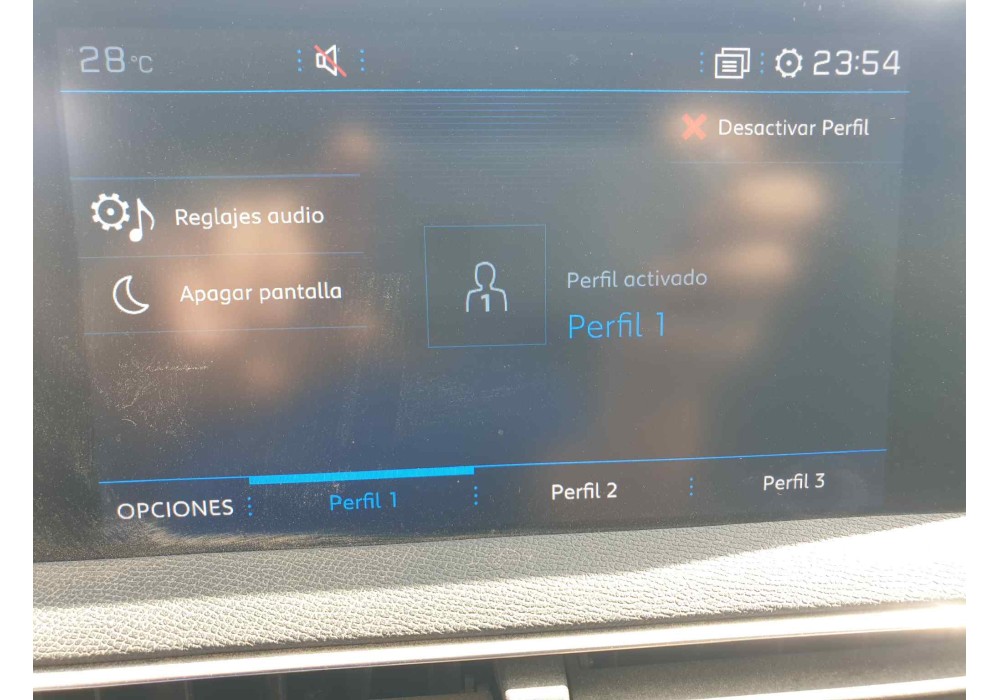 28 °C
23:54
Desactivar Perfil
Reglajes audio
Apagar pantalla
1
Perfil activado
Perfil 1
OPCIONES
Perfil 1
Perfil 2
Perfil 3